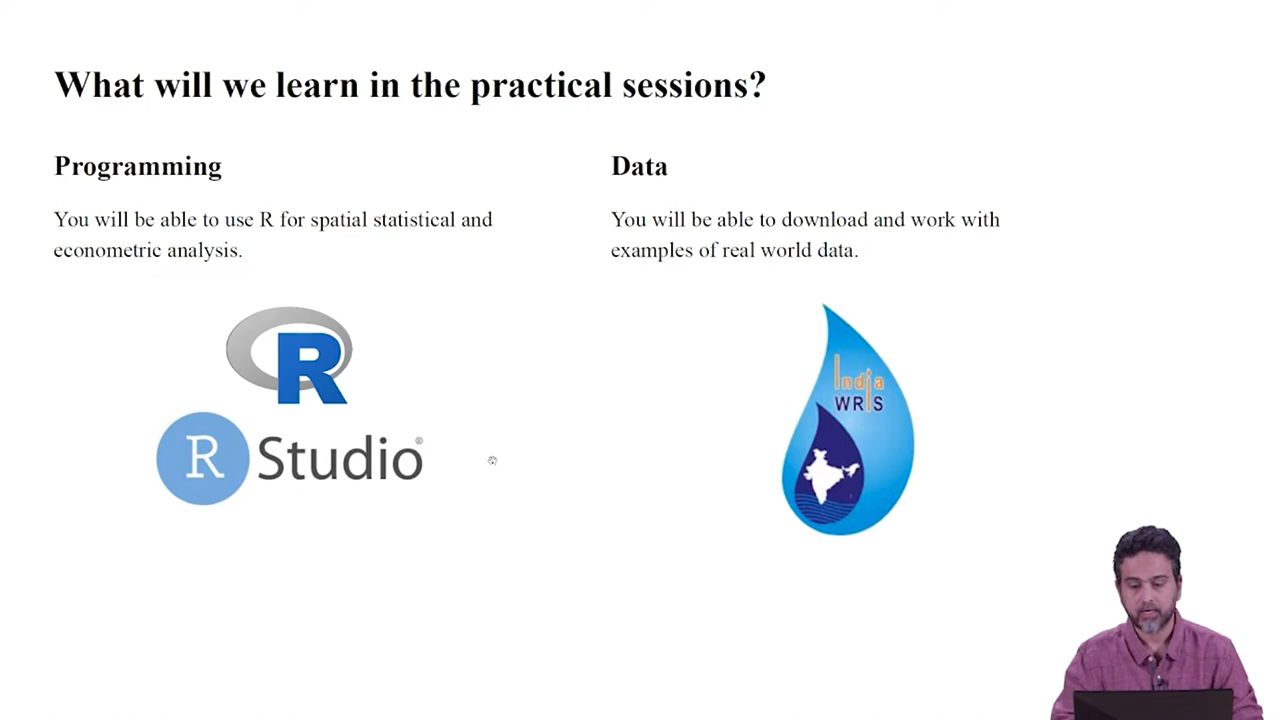 What will we learn in the practical sessions?
Programming
You will be able to use R for spatial statistical and
econometric analysis.
R
R Studio®
Data
You will be able to download and work with
examples of real world data.
India
WRIS